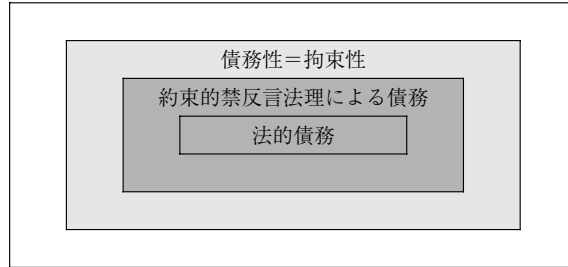 債務性＝拘束性
約束的禁反言法理による債務
法的債務